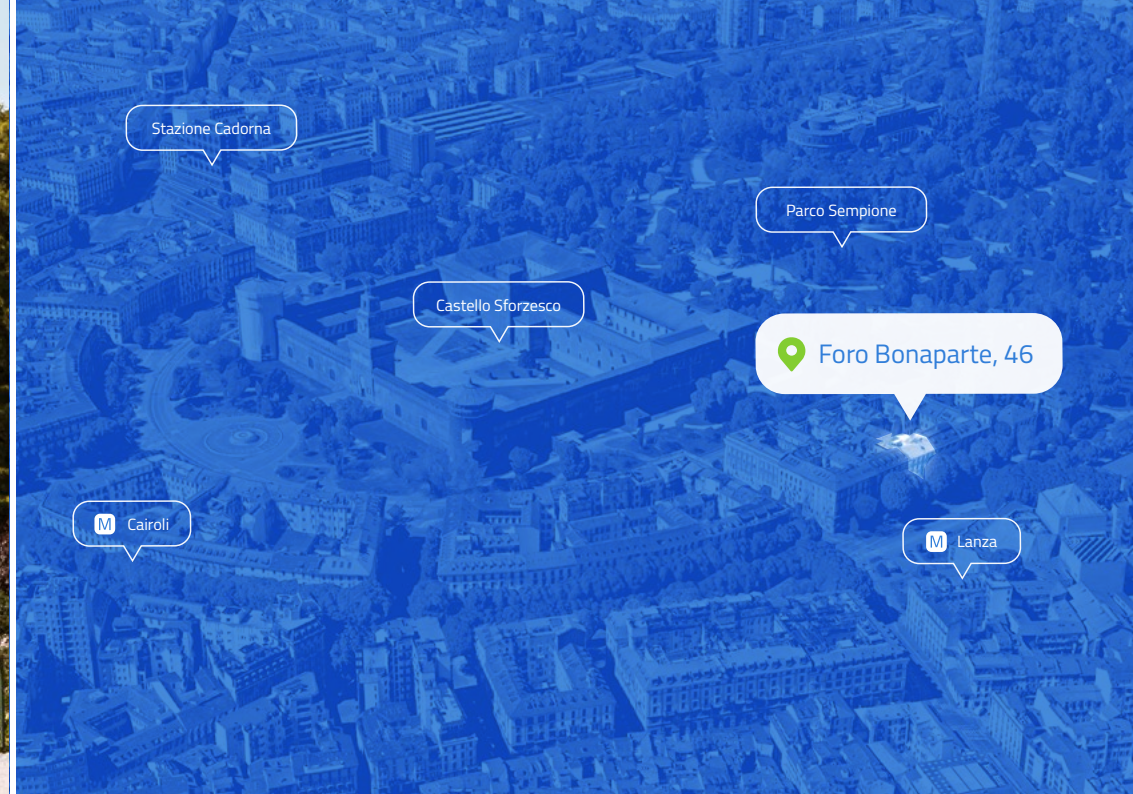 Stazione Cadorna
Parco Sempione
Castello Sforzesco
Foro Bonaparte, 46
M Cairoli
M Lanza